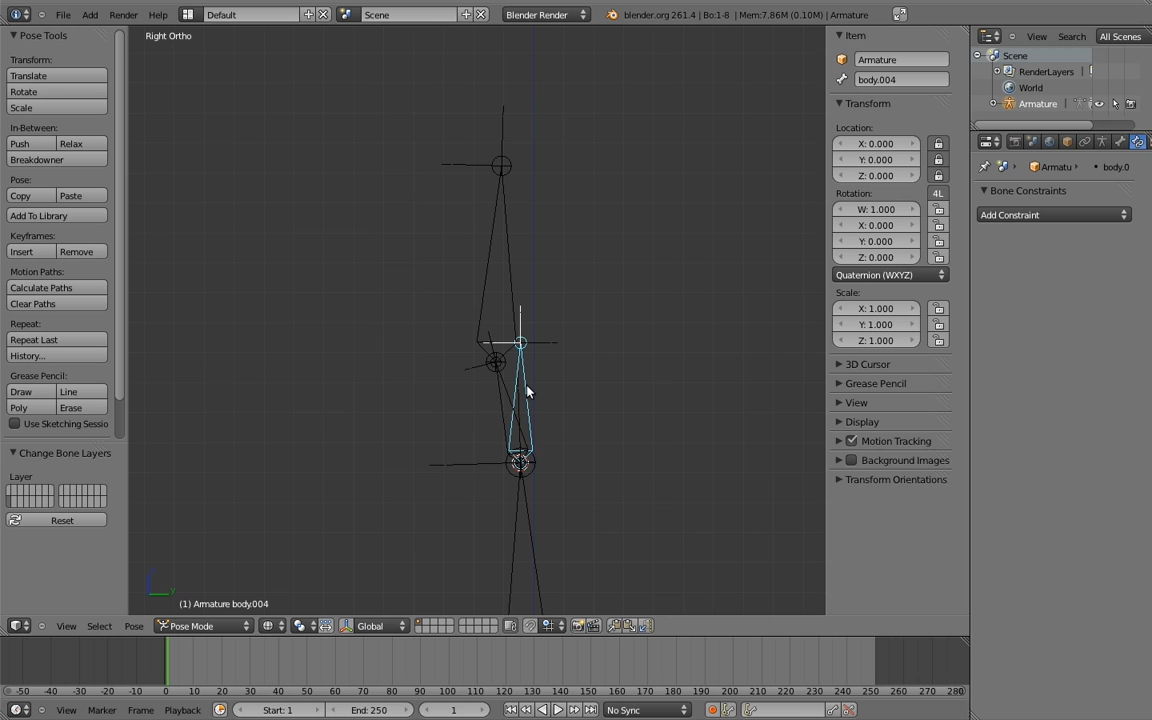 File Add Render Help Default Scene Blender Render blender.org 261.4 | Bo:1-8 | Mem:7.86M (0.10M) | Armature
Pose Tools
Transform:
Translate
Rotate
Scale
In-Between:
Push Relax
Breakdowner
Pose:
Copy Paste
Add To Library
Keyframes:
Insert Remove
Motion Paths:
Calculate Paths
Clear Paths
Repeat:
Repeat Last
History...
Grease Pencil:
Draw Line
Poly Erase
Use Sketching Sessio
Change Bone Layers
Layer
Reset
Right Ortho
(1) Armature body.004
Item
Armature
body.004
Transform
Location:
X: 0.000
Y: 0.000
Z: 0.000
Rotation:
4L
W: 1.000
X: 0.000
Y: 0.000
Z: 0.000
Quaternion (WXYZ)
Scale:
X: 1.000
Y: 1.000
Z: 1.000
3D Cursor
Grease Pencil
View
Display
Motion Tracking
Background Images
Transform Orientations
View Search All Scenes
Scene
RenderLayers
World
Armature
Armatu body.0
Bone Constraints
Add Constraint
View Select Pose Pose Mode Global
-50 -40 -30 -20 -10 0 10 20 30 40 50 60 70 80 90 100 110 120 130 140 150 160 170 180 190 200 210 220 230 240 250 260 270 280
View Marker Frame Playback Start: 1 End: 250 1 No Sync